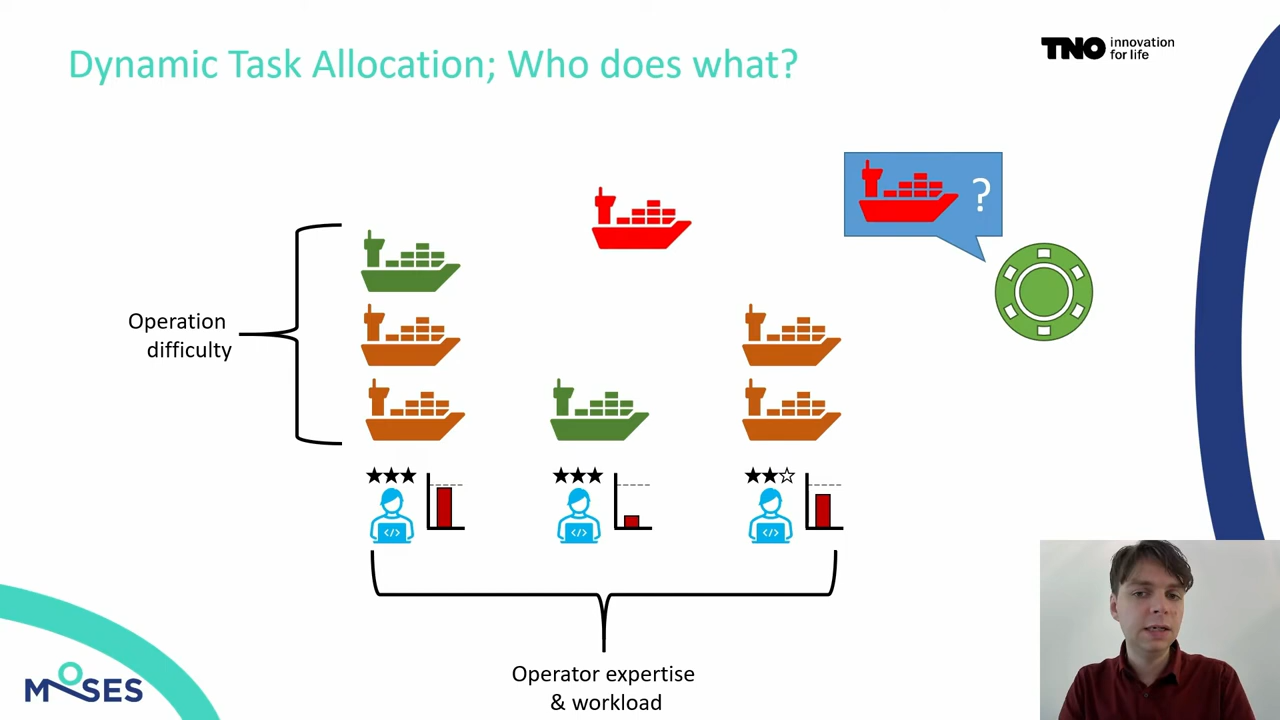 Dynamic Task Allocation; Who does what?
TNO innovation
for life
?
Operation
difficulty
★★★
</>
★★★
</>
★★☆
</>
Operator expertise
& workload
MOSES